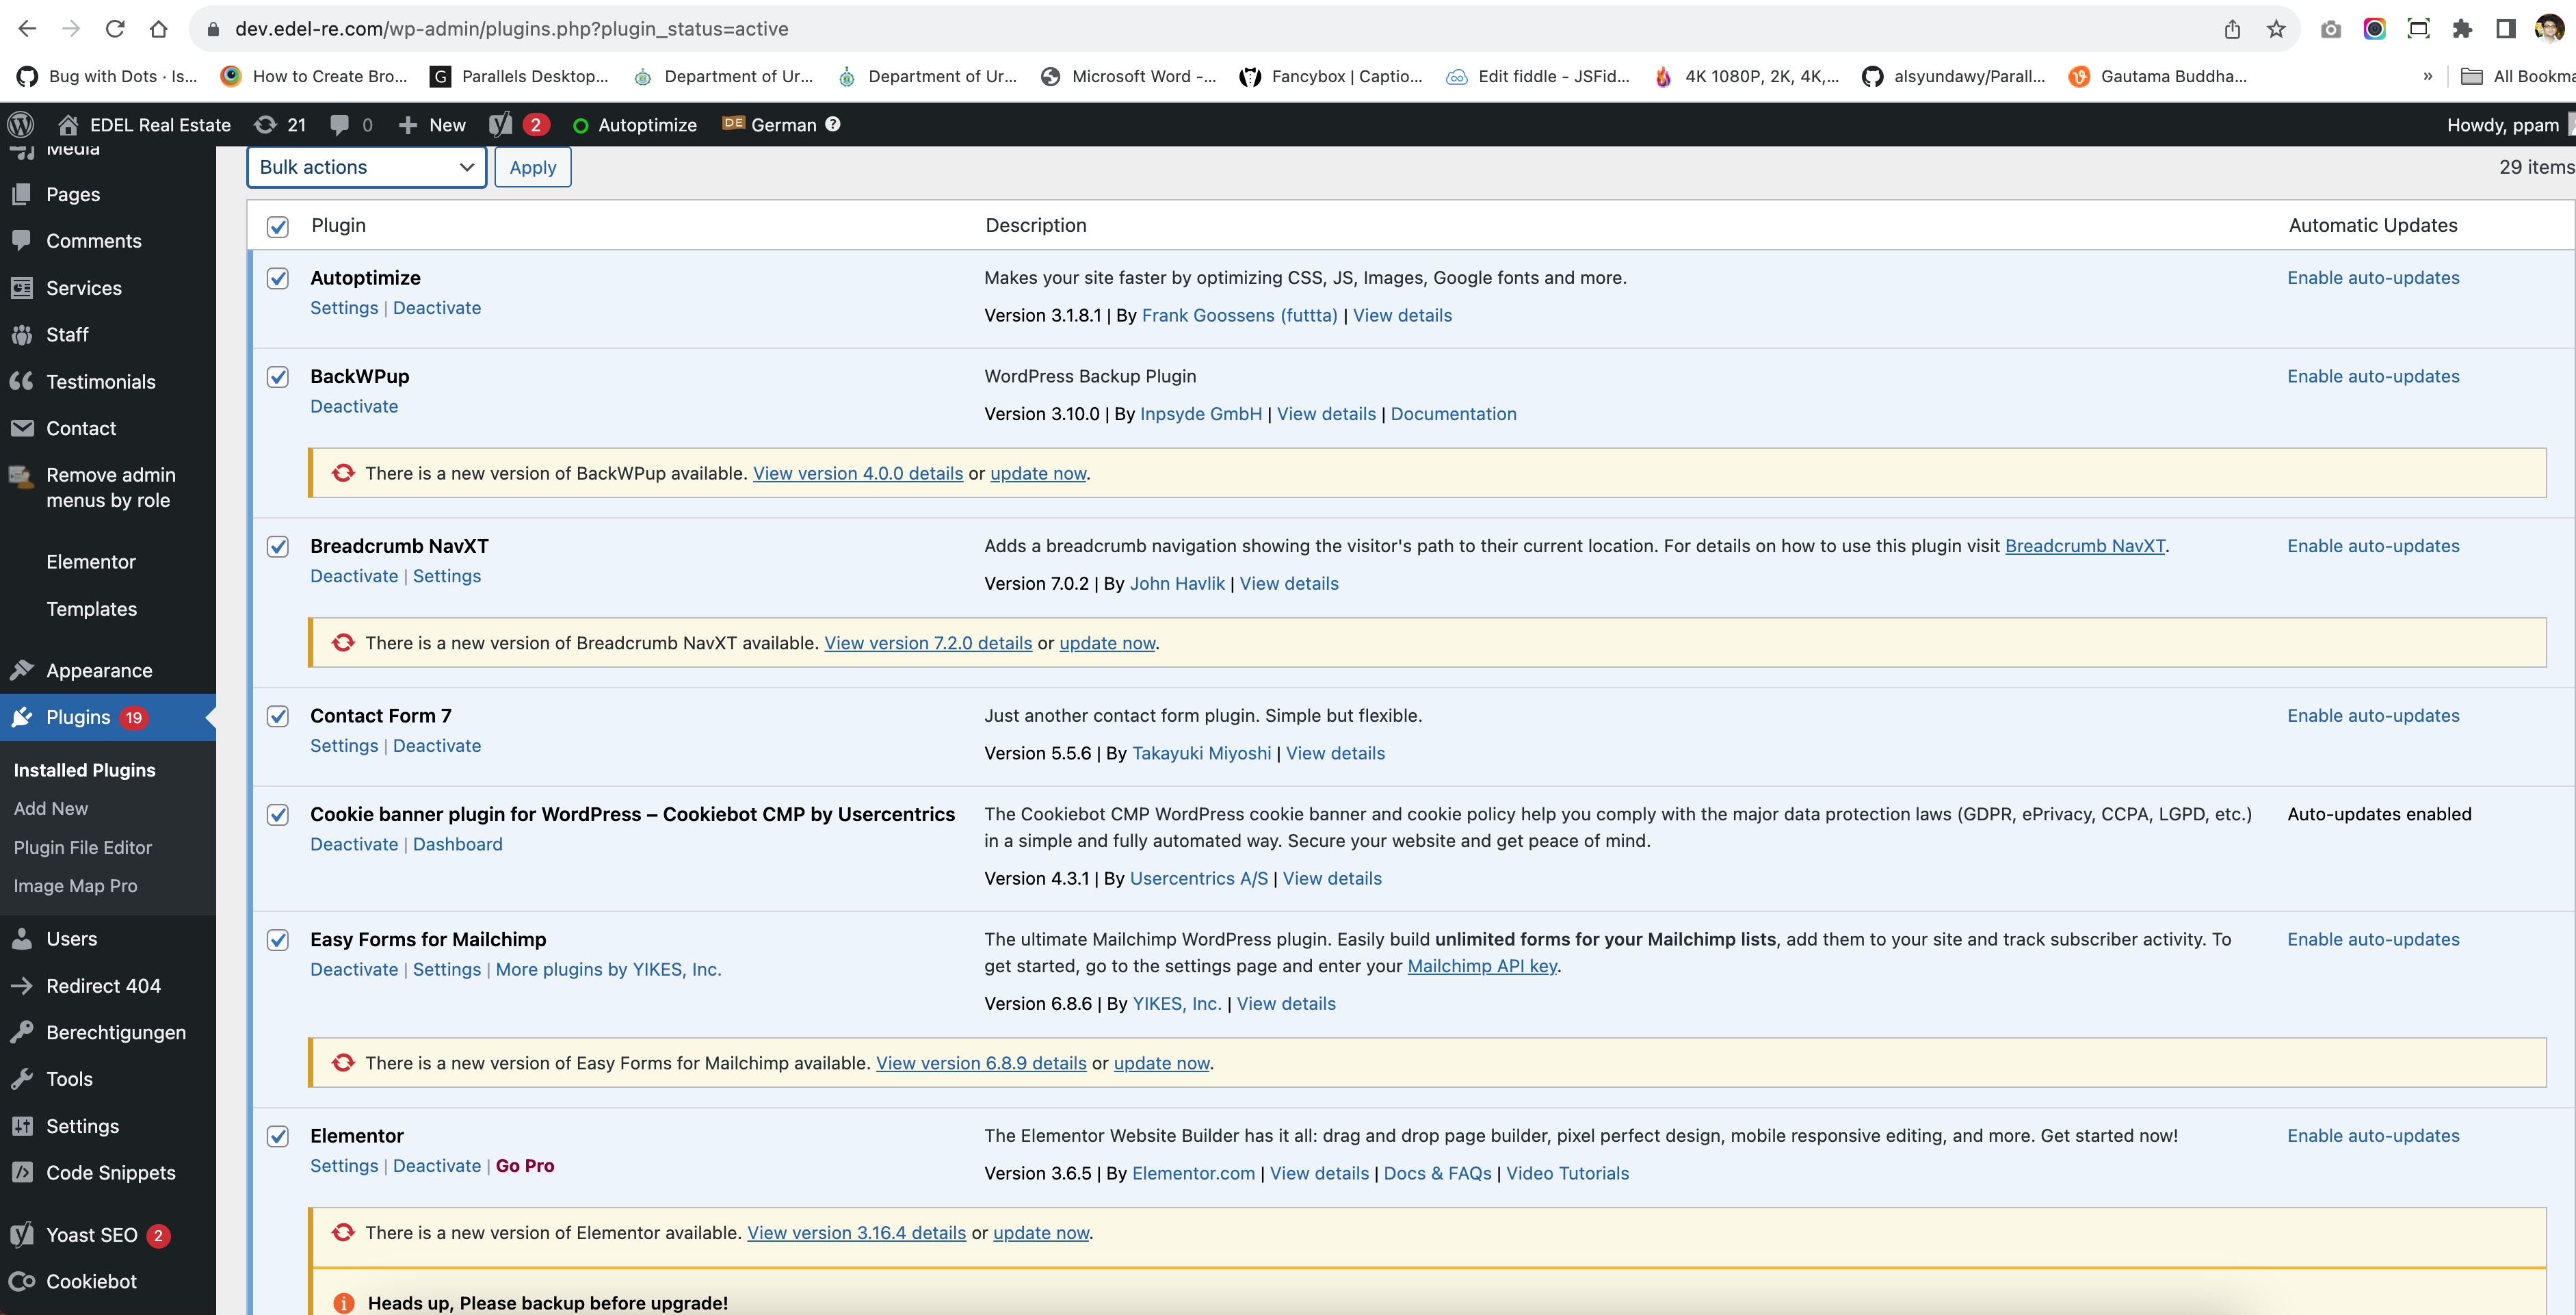 dev.edel-re.com/wp-admin/plugins.php?plugin_status=active
Bug with Dots · Is...
How to Create Bro...
G Parallels Desktop...
Department of Ur...
Department of Ur...
Microsoft Word -...
Fancybox | Captio...
Edit fiddle - JSFid...
4K 1080P, 2K, 4K,...
alsyundawy/Parall...
Gautama Buddha...
»
All Bookma
EDEL Real Estate
21
0
New
2
Autoptimize
DE German
Howdy, ppam
Media
Pages
Comments
Services
Staff
Testimonials
Contact
Remove admin
menus by role
Elementor
Templates
Appearance
Plugins 19
Installed Plugins
Add New
Plugin File Editor
Image Map Pro
Users
Redirect 404
Berechtigungen
Tools
Settings
Code Snippets
Yoast SEO 2
Cookiebot
Bulk actions
Apply
29 items
Plugin
Description
Automatic Updates
Autoptimize
Settings | Deactivate
Makes your site faster by optimizing CSS, JS, Images, Google fonts and more.
Version 3.1.8.1 | By Frank Goossens (futtta) | View details
Enable auto-updates
BackWPup
Deactivate
WordPress Backup Plugin
Version 3.10.0 | By Inpsyde GmbH | View details | Documentation
Enable auto-updates
There is a new version of BackWPup available. View version 4.0.0 details or update now.
Breadcrumb NavXT
Deactivate | Settings
Adds a breadcrumb navigation showing the visitor's path to their current location. For details on how to use this plugin visit Breadcrumb NavXT.
Version 7.0.2 | By John Havlik | View details
Enable auto-updates
There is a new version of Breadcrumb NavXT available. View version 7.2.0 details or update now.
Contact Form 7
Settings | Deactivate
Just another contact form plugin. Simple but flexible.
Version 5.5.6 | By Takayuki Miyoshi | View details
Enable auto-updates
Cookie banner plugin for WordPress – Cookiebot CMP by Usercentrics
Deactivate | Dashboard
The Cookiebot CMP WordPress cookie banner and cookie policy help you comply with the major data protection laws (GDPR, ePrivacy, CCPA, LGPD, etc.)
in a simple and fully automated way. Secure your website and get peace of mind.
Version 4.3.1 | By Usercentrics A/S | View details
Auto-updates enabled
Easy Forms for Mailchimp
Deactivate | Settings | More plugins by YIKES, Inc.
The ultimate Mailchimp WordPress plugin. Easily build unlimited forms for your Mailchimp lists, add them to your site and track subscriber activity. To
get started, go to the settings page and enter your Mailchimp API key.
Version 6.8.6 | By YIKES, Inc. | View details
Enable auto-updates
There is a new version of Easy Forms for Mailchimp available. View version 6.8.9 details or update now.
Elementor
Settings | Deactivate | Go Pro
The Elementor Website Builder has it all: drag and drop page builder, pixel perfect design, mobile responsive editing, and more. Get started now!
Version 3.6.5 | By Elementor.com | View details | Docs & FAQs | Video Tutorials
Enable auto-updates
There is a new version of Elementor available. View version 3.16.4 details or update now.
Heads up, Please backup before upgrade!